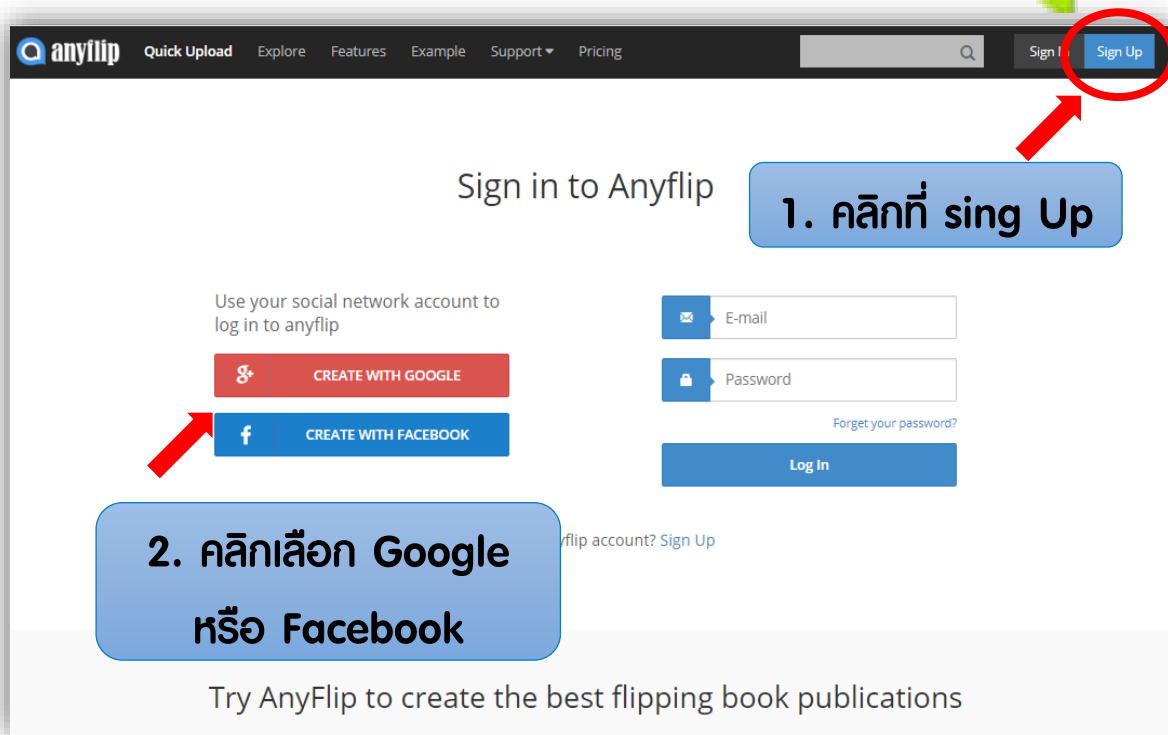 anyflip Quick Upload Explore Features Example Support Pricing Sign In Sign Up
Sign in to Anyflip
1. คลิกที่ sing Up
Use your social network account to
log in to anyflip
E-mail
CREATE WITH GOOGLE
Password
Forget your password?
CREATE WITH FACEBOOK
Log In
2. คลิกเลือก Google
หรือ Facebook
account? Sign Up
Try AnyFlip to create the best flipping book publications